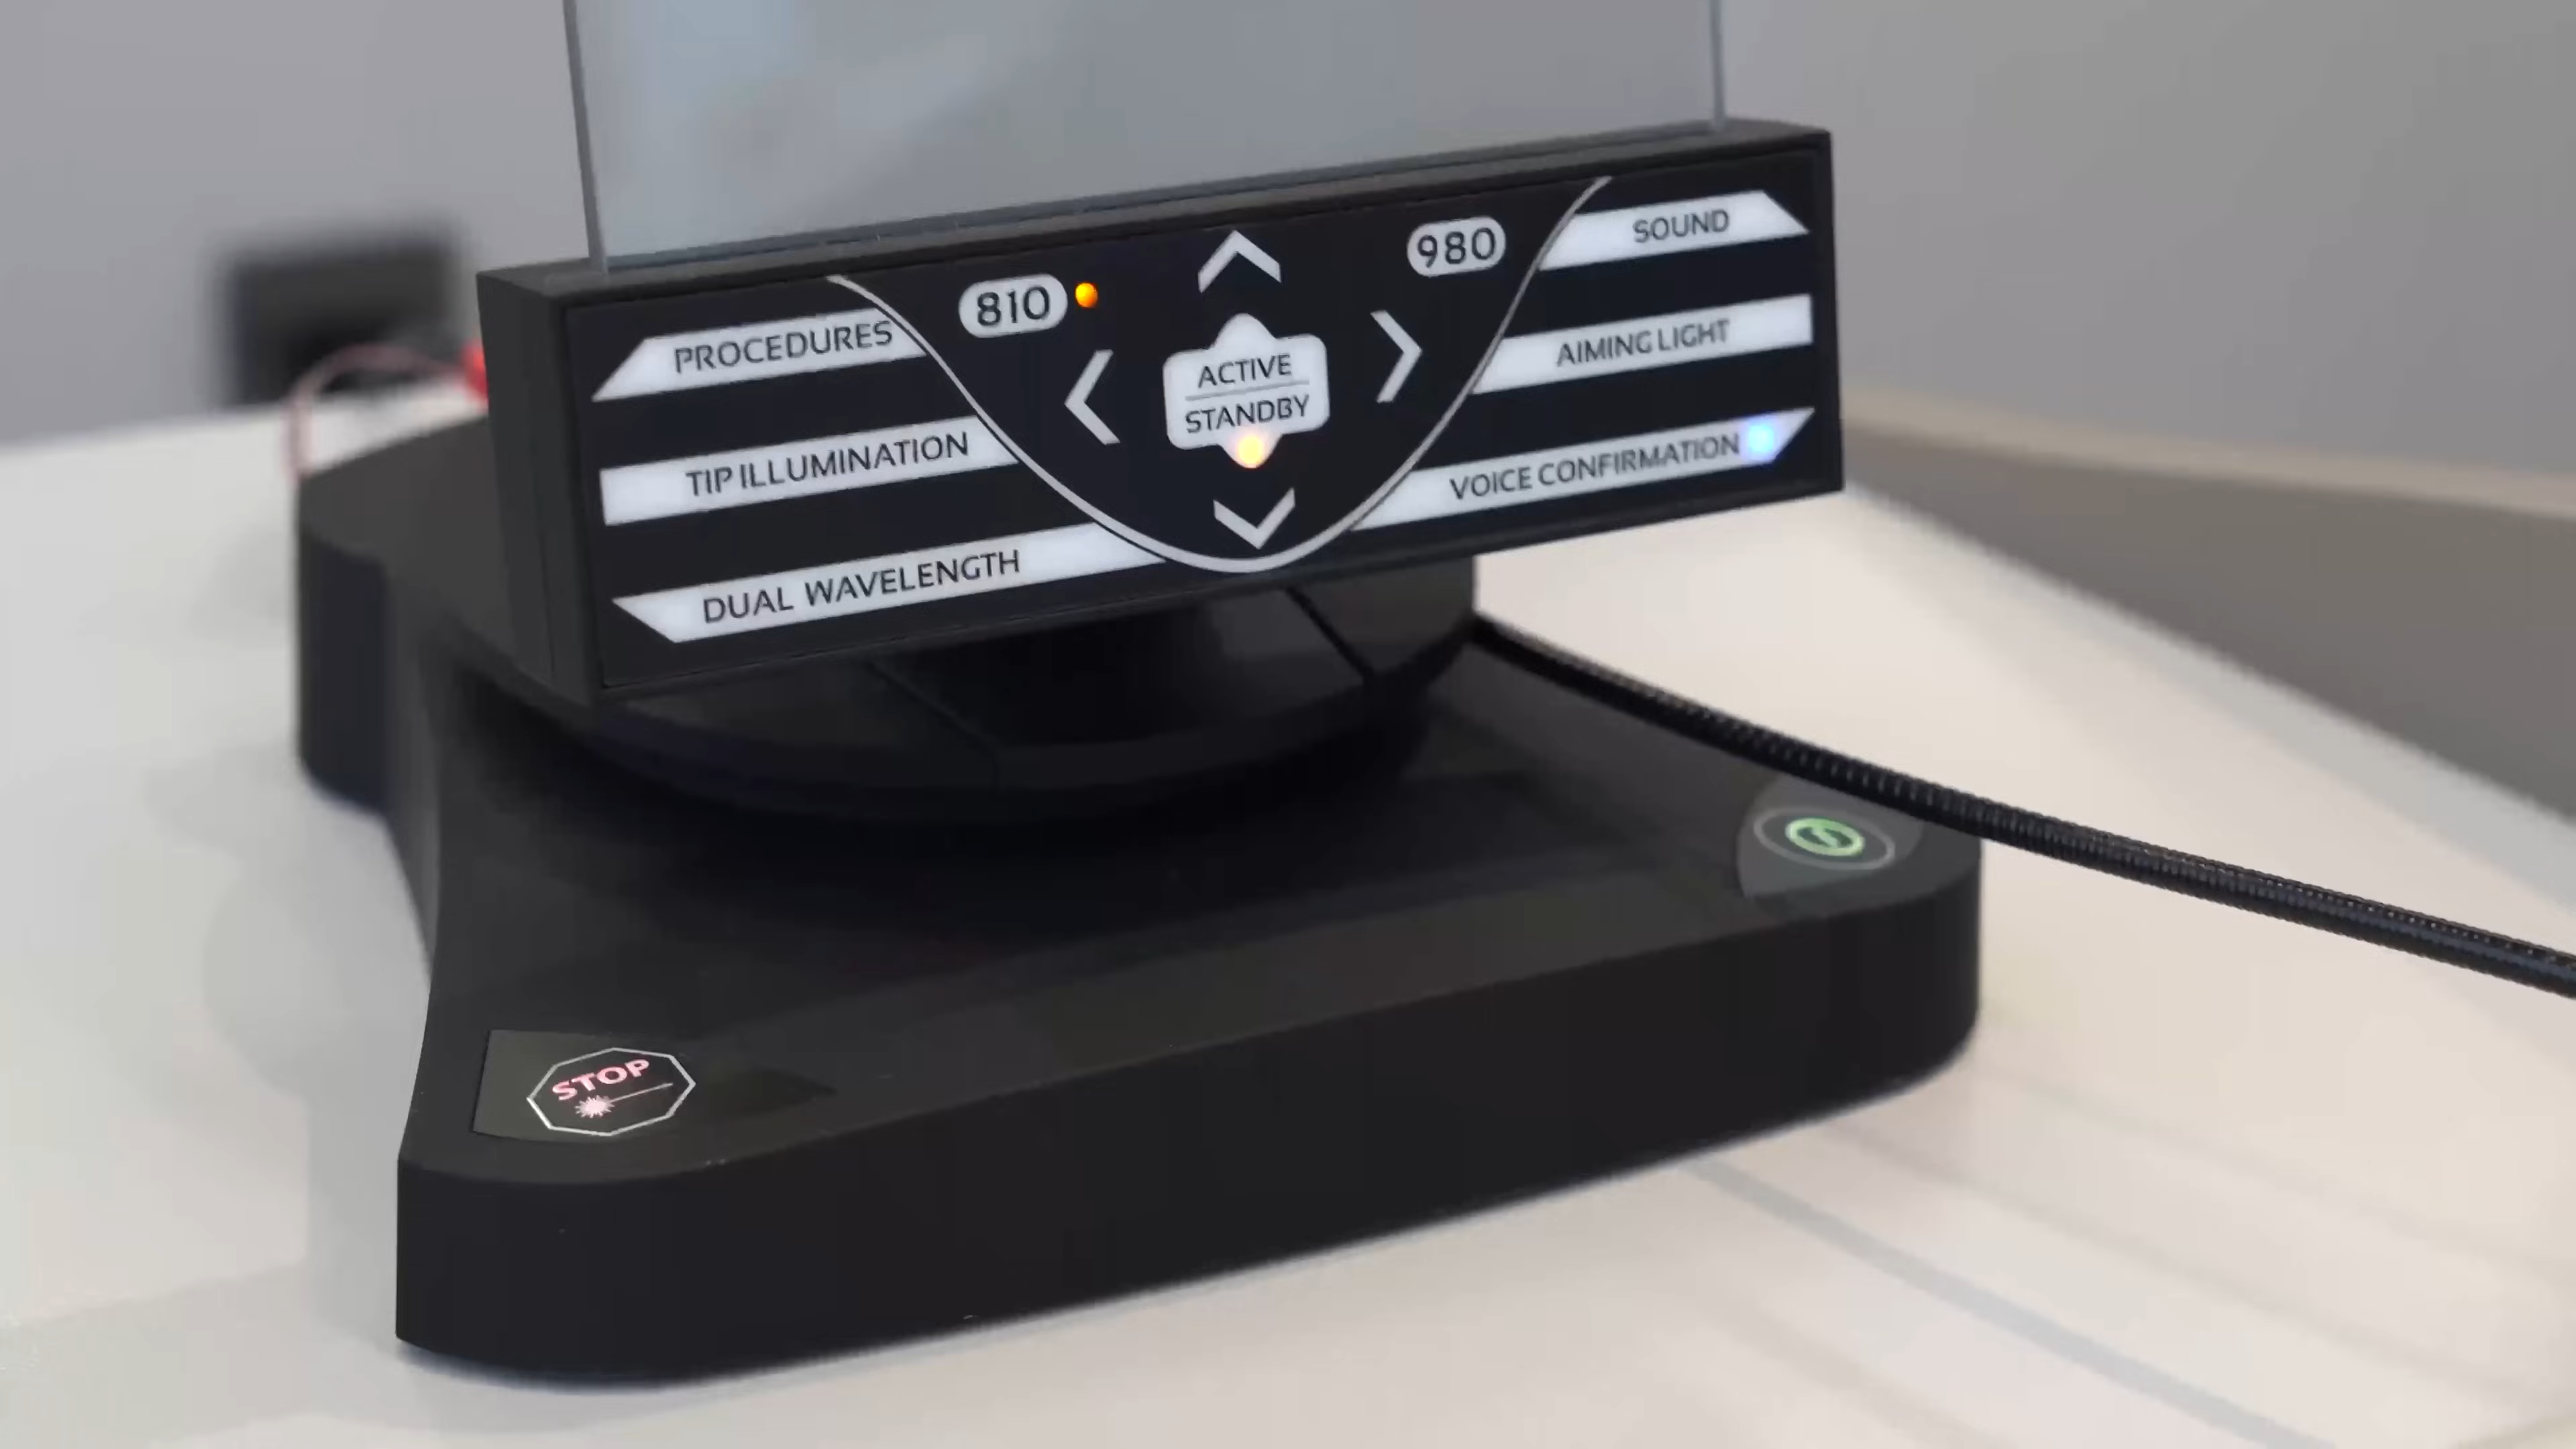 PROCEDURES
TIP ILLUMINATION
DUAL WAVELENGTH
810
980
ACTIVE
STANDBY
SOUND
AIMING LIGHT
VOICE CONFIRMATION
STOP